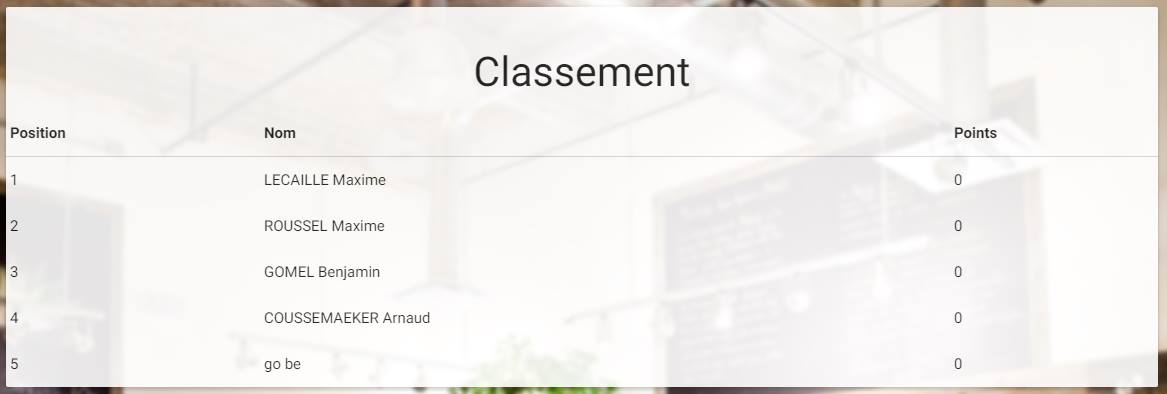 Classement
Position Nom Points
1 LECAILLE Maxime 0
2 ROUSSEL Maxime 0
3 GOMEL Benjamin 0
4 COUSSEMAEKER Arnaud 0
5 go be 0